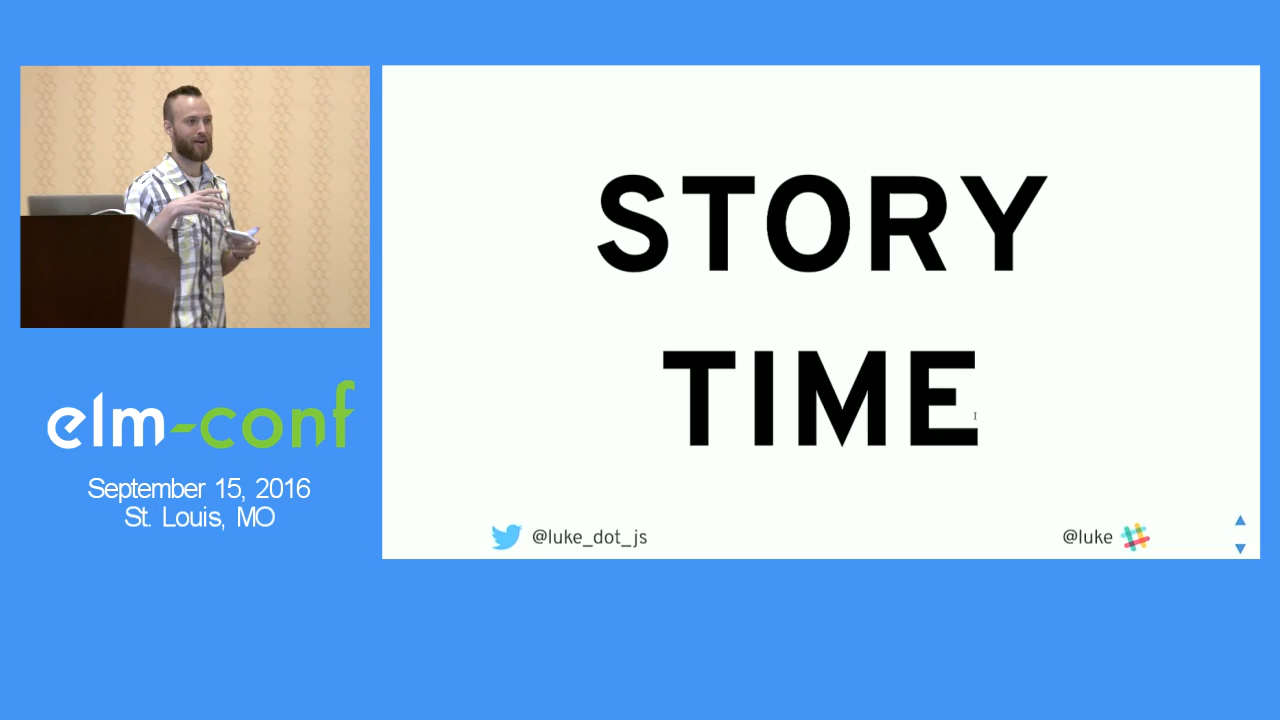 STORY
TIME
@luke_dot_js
@luke
elm-conf
September 15, 2016
St. Louis, MO